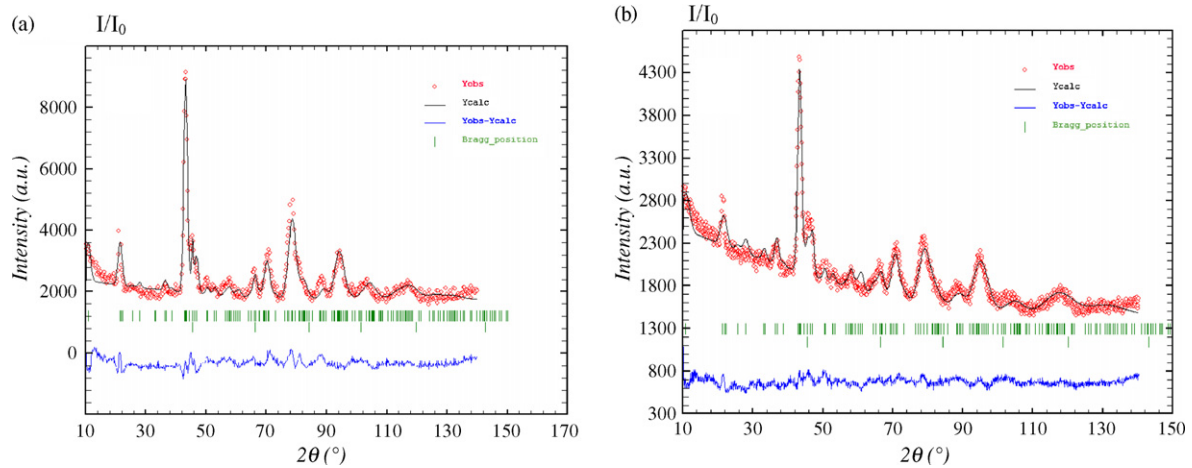 (a)
I/I0
8000
6000
4000
2000
0
Intensity (a.u.)
Yobs
Ycalc
Yobs-Ycalc
Bragg_position
10 30 50 70 90 110 130 150 170
2θ (°)
(b)
I/I0
4300
3800
3300
2800
2300
1800
1300
800
300
Intensity (a.u.)
Yobs
Ycalc
Yobs-Ycalc
Bragg_position
10 30 50 70 90 110 130 150
2θ (°)